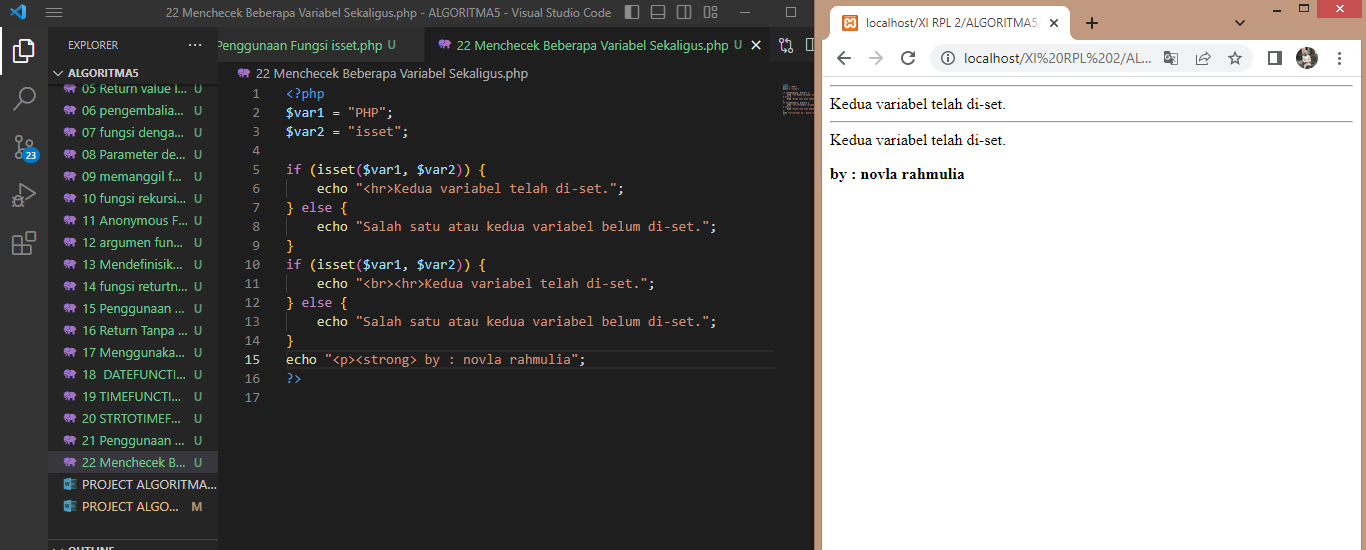 22 Menchecek Beberapa Variabel Sekaligus.php - ALGORITMA5 - Visual Studio Code
EXPLORER
ALGORITMA5
05 Return value I... U
06 pengembalia... U
07 fungsi denga... U
08 Parameter de... U
09 memanggil f... U
10 fungsi rekursi... U
11 Anonymous F... U
12 argumen fun... U
13 Mendefinisik... U
14 fungsi returtn... U
15 Penggunaan ... U
16 Return Tanpa ... U
17 Menggunaka... U
18 DATEFUNCTI... U
19 TIMEFUNCTI... U
20 STRTOTIMEF... U
21 Penggunaan ... U
22 Menchecek B... U
PROJECT ALGORITMA...
PROJECT ALGO... M
OUTLINE
23
Penggunaan Fungsi isset.php U
22 Menchecek Beberapa Variabel Sekaligus.php U
22 Menchecek Beberapa Variabel Sekaligus.php
1 <?php
2 $var1 = "PHP";
3 $var2 = "isset";
4
5 if (isset($var1, $var2)) {
6 echo "<hr>Kedua variabel telah di-set.";
7 } else {
8 echo "Salah satu atau kedua variabel belum di-set.";
9 }
10 if (isset($var1, $var2)) {
11 echo "<br><hr>Kedua variabel telah di-set.";
12 } else {
13 echo "Salah satu atau kedua variabel belum di-set.";
14 }
15 echo "<p><strong> by : novla rahmulia";
16 ?>
17
localhost/XI RPL 2/ALGORITMA5/
localhost/XI%20RPL%202/AL...
Kedua variabel telah di-set.
Kedua variabel telah di-set.
by : novla rahmulia